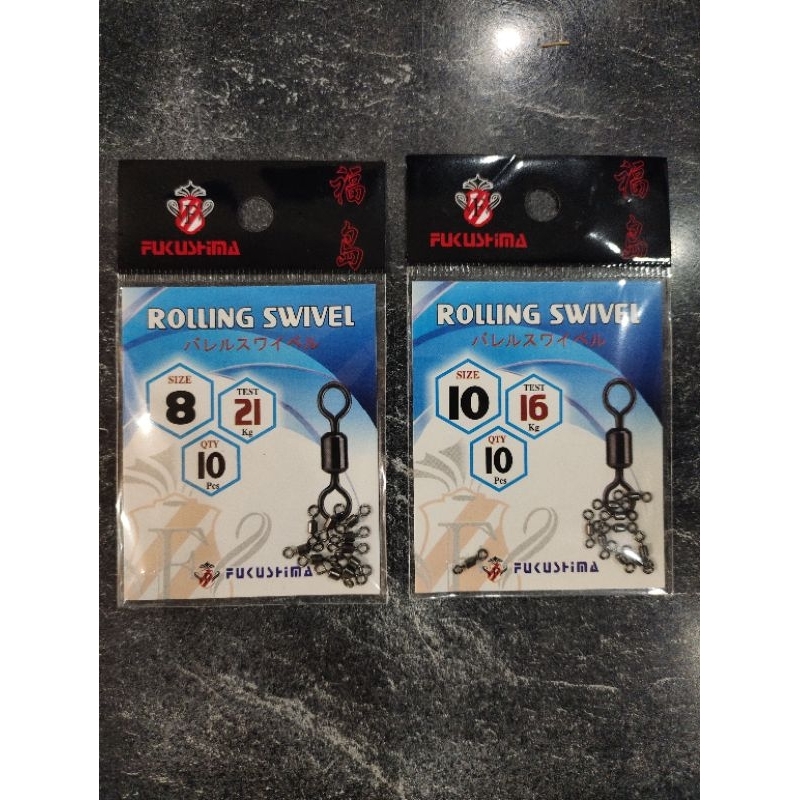 FUKUSHIMA
福島
ROLLING SWIVEL
バレルスワイベル
SIZE
8
TEST
21
Kg
QTY
10
Pcs
FUKUSHIMA
FUKUSHIMA
福島
ROLLING SWIVEL
バレルスワイベル
SIZE
10
TEST
16
Kg
QTY
10
Pcs
FUKUSHIMA